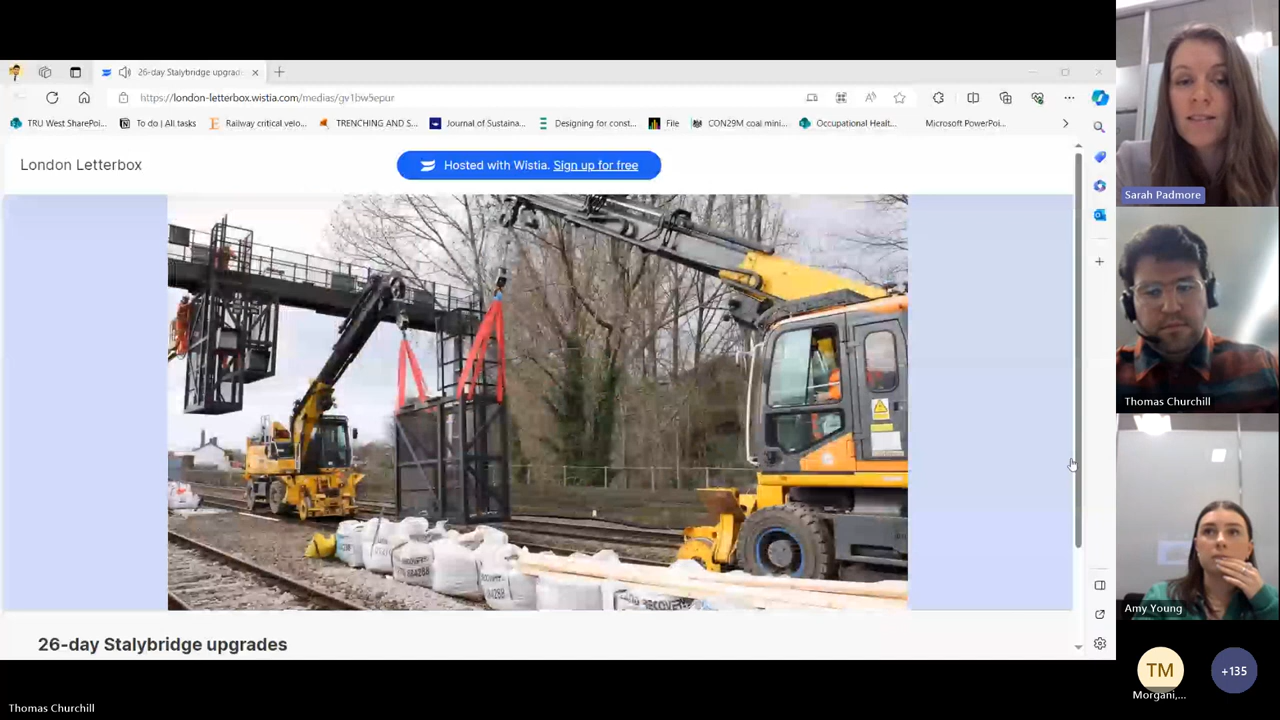 26-day Stalybridge upgrad
https://london-letterbox.wistia.com/medias/gv1bw5epur
TRU West SharePoi...
To do | All tasks
Railway critical velo...
TRENCHING AND S...
Journal of Sustaina...
Designing for const...
File
CON29M coal mini...
Occupational Healt...
Microsoft PowerPoi...
London Letterbox
Hosted with Wistia. Sign up for free
26-day Stalybridge upgrades
Sarah Padmore
Thomas Churchill
Amy Young
TM
+135
Morgani,...
Thomas Churchill